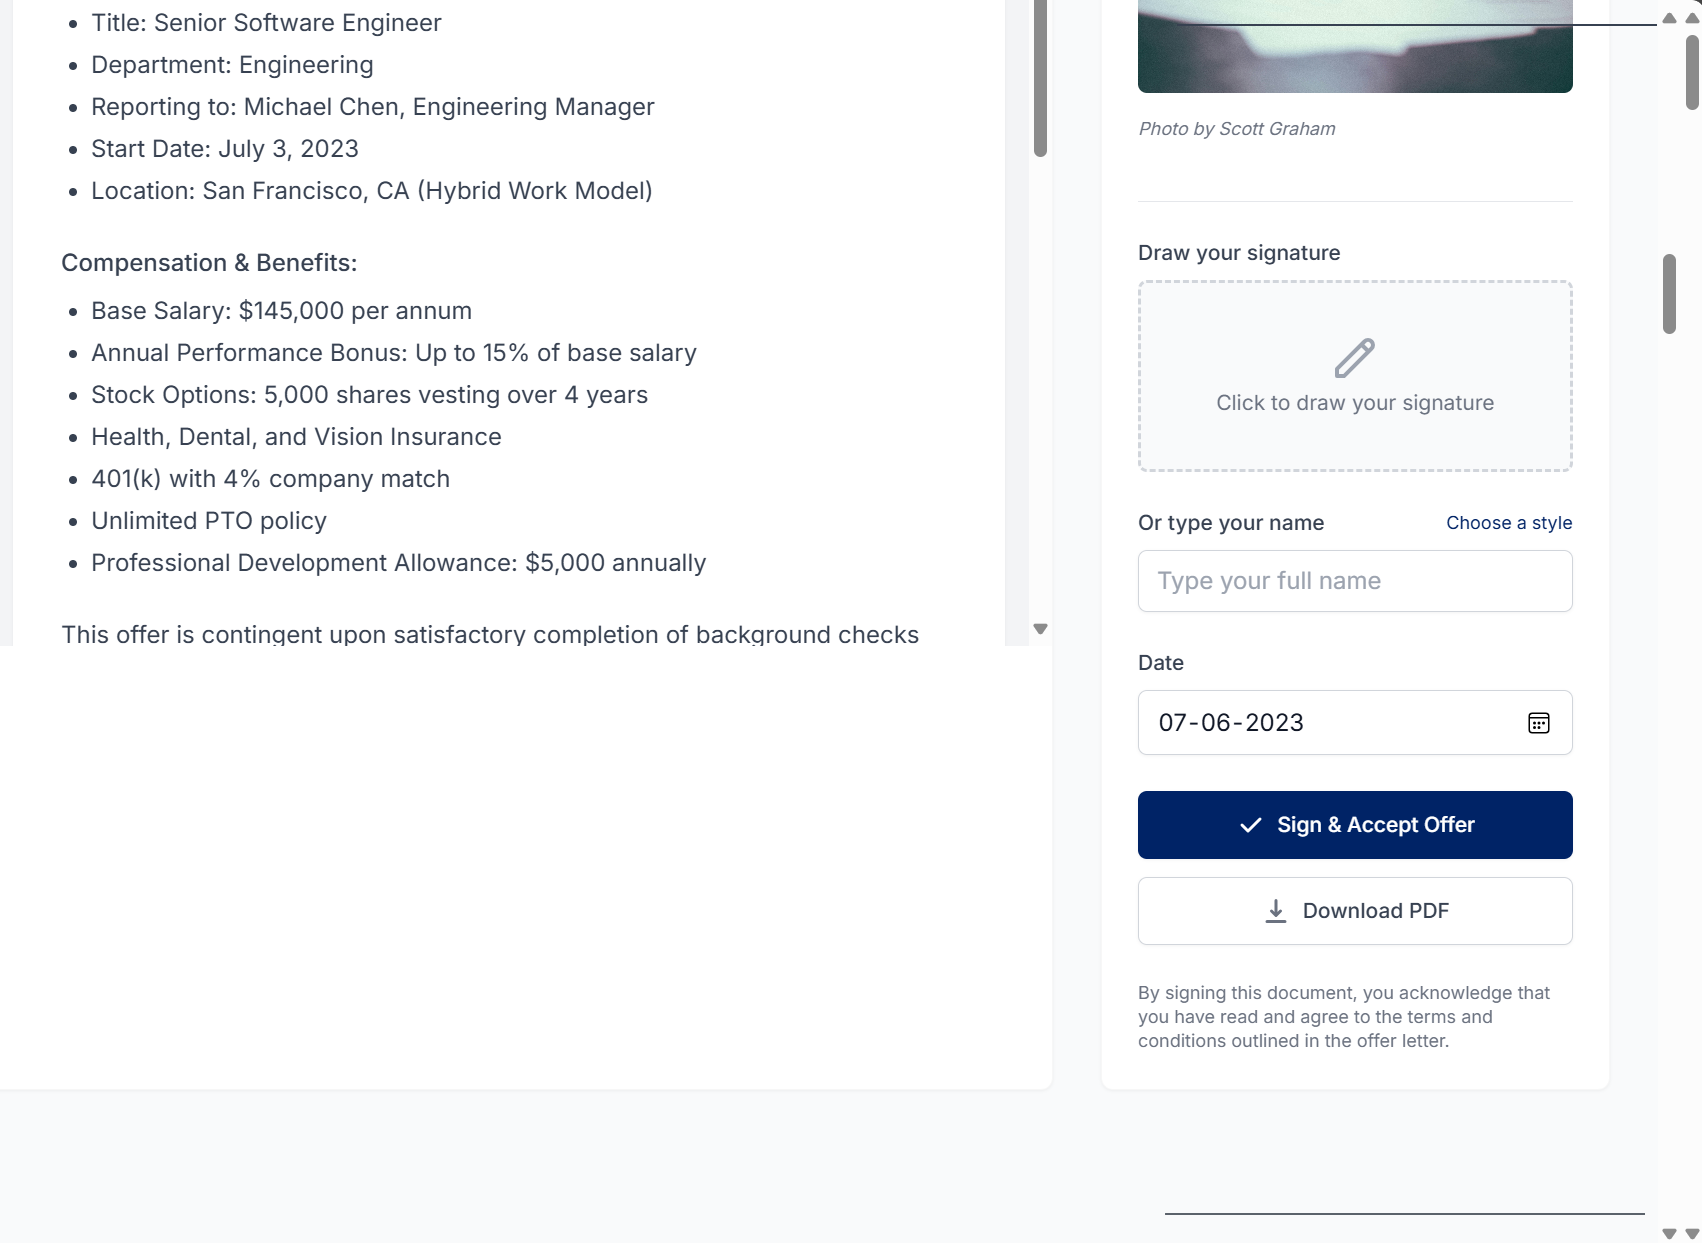 Title: Senior Software Engineer
Department: Engineering
Reporting to: Michael Chen, Engineering Manager
Start Date: July 3, 2023
Location: San Francisco, CA (Hybrid Work Model)
Compensation & Benefits:
Base Salary: $145,000 per annum
Annual Performance Bonus: Up to 15% of base salary
Stock Options: 5,000 shares vesting over 4 years
Health, Dental, and Vision Insurance
401(k) with 4% company match
Unlimited PTO policy
Professional Development Allowance: $5,000 annually
This offer is contingent upon satisfactory completion of background checks
Photo by Scott Graham
Draw your signature
Click to draw your signature
Or type your name
Choose a style
Type your full name
Date
07-06-2023
Sign & Accept Offer
Download PDF
By signing this document, you acknowledge that
you have read and agree to the terms and
conditions outlined in the offer letter.